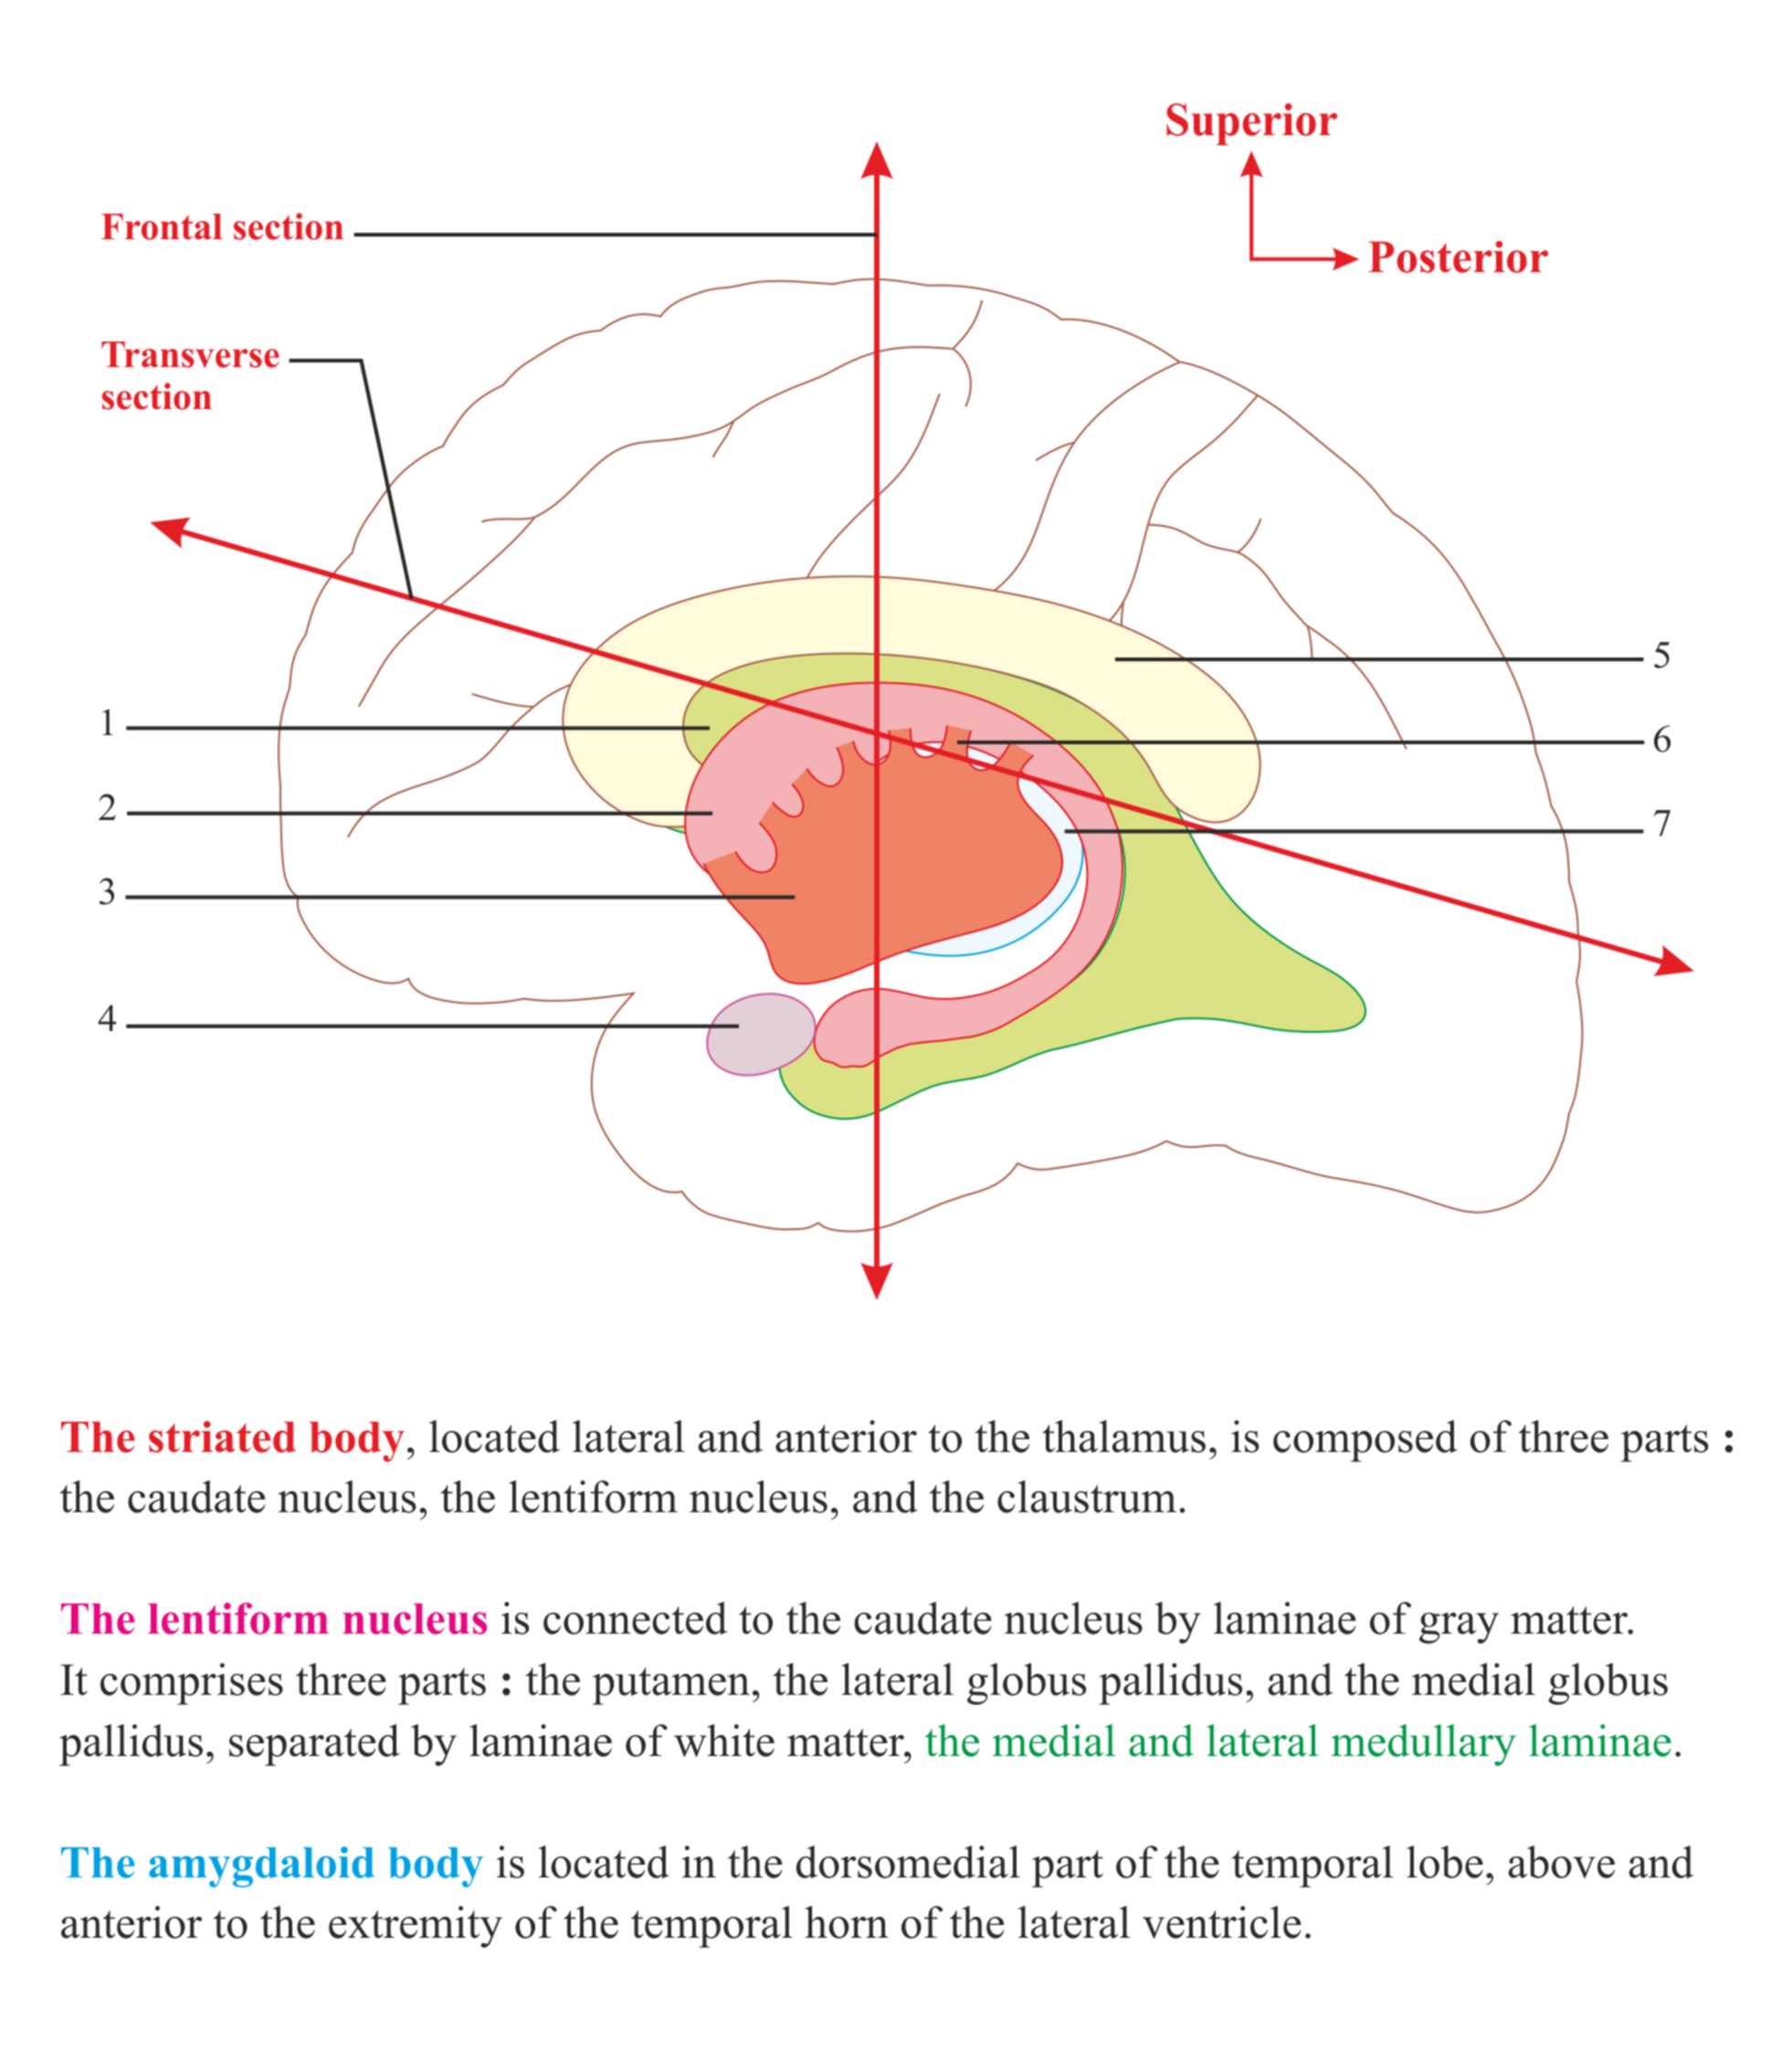 Superior
Frontal section
Posterior
Transverse
section
5
1
6
2
7
3
4
The striated body, located lateral and anterior to the thalamus, is composed of three parts :
the caudate nucleus, the lentiform nucleus, and the claustrum.
The lentiform nucleus is connected to the caudate nucleus by laminae of gray matter.
It comprises three parts : the putamen, the lateral globus pallidus, and the medial globus
pallidus, separated by laminae of white matter, the medial and lateral medullary laminae.
The amygdaloid body is located in the dorsomedial part of the temporal lobe, above and
anterior to the extremity of the temporal horn of the lateral ventricle.